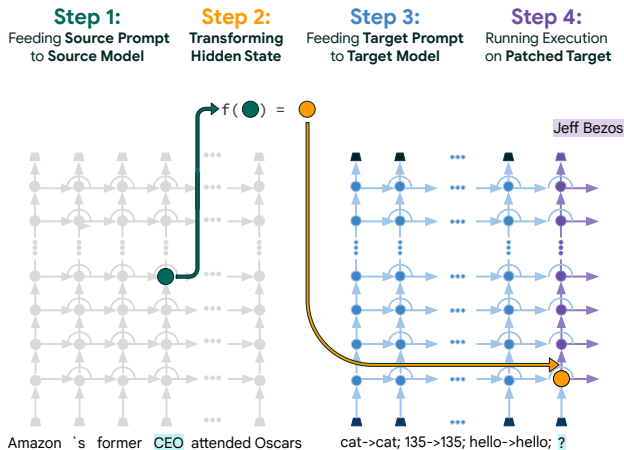 Step 1:
Feeding Source Prompt
to Source Model
Step 2:
Transforming
Hidden State
Step 3:
Feeding Target Prompt
to Target Model
Step 4:
Running Execution
on Patched Target
f( ) =
Jeff Bezos
Amazon `s former CEO attended Oscars
cat->cat; 135->135; hello->hello; ?